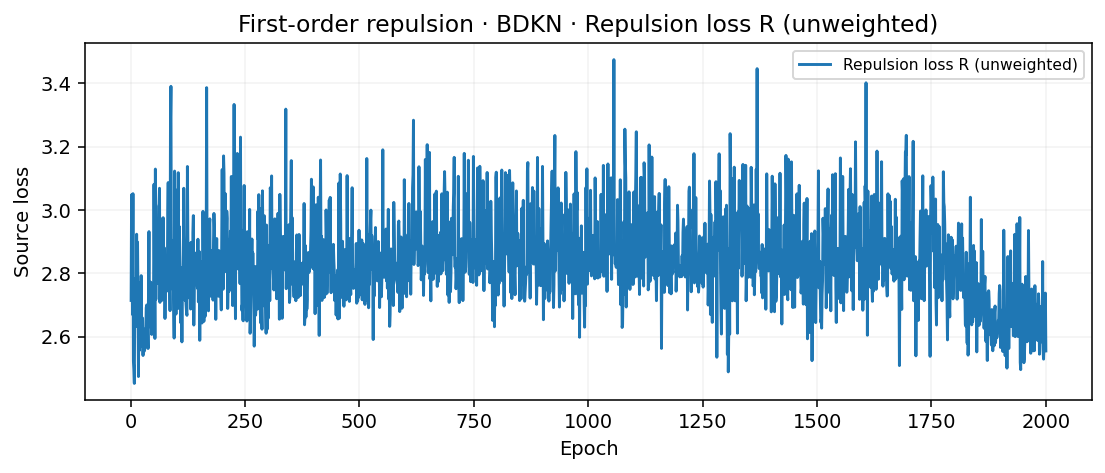 First-order repulsion · BDKN · Repulsion loss R (unweighted)
Repulsion loss R (unweighted)
Source loss
3.4
3.2
3.0
2.8
2.6
0 250 500 750 1000 1250 1500 1750 2000
Epoch